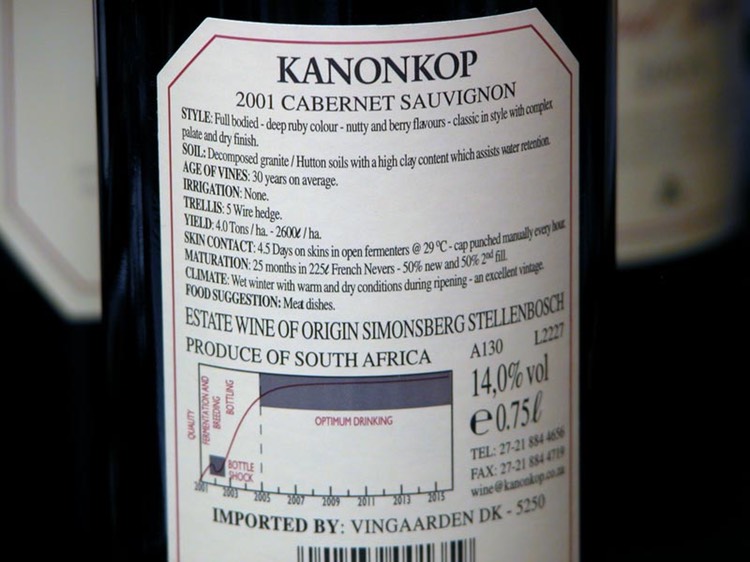 KANONKOP
2001 CABERNET SAUVIGNON
STYLE: Full bodied - deep ruby colour - nutty and berry flavours - classic in style with complex
palate and dry finish.
SOIL: Decomposed granite / Hutton soils with a high clay content which assists water retention.
AGE OF VINES: 30 years on average.
IRRIGATION: None.
TRELLIS: 5 Wire hedge.
YIELD: 4.0 Tons / ha. - 2600ℓ / ha.
SKIN CONTACT: 4.5 Days on skins in open fermenters @ 29 °C - cap punched manually every hour.
MATURATION: 25 months in 225ℓ French Nevers - 50% new and 50% 2nd fill.
CLIMATE: Wet winter with warm and dry conditions during ripening - an excellent vintage.
FOOD SUGGESTION: Meat dishes.
ESTATE WINE OF ORIGIN SIMONSBERG STELLENBOSCH
PRODUCE OF SOUTH AFRICA
A130 L2227
14,0% vol
e 0.75ℓ
TEL: 27-21 884 4656
FAX: 27-21 884 4719
wine@kanonkop.co.za
QUALITY
FERMENTATION AND
BREEDING
BOTTLING
BOTTLE
SHOCK
OPTIMUM DRINKING
2001 2003 2005 2007 2009 2011 2013 2015
IMPORTED BY: VINGAARDEN DK - 5250